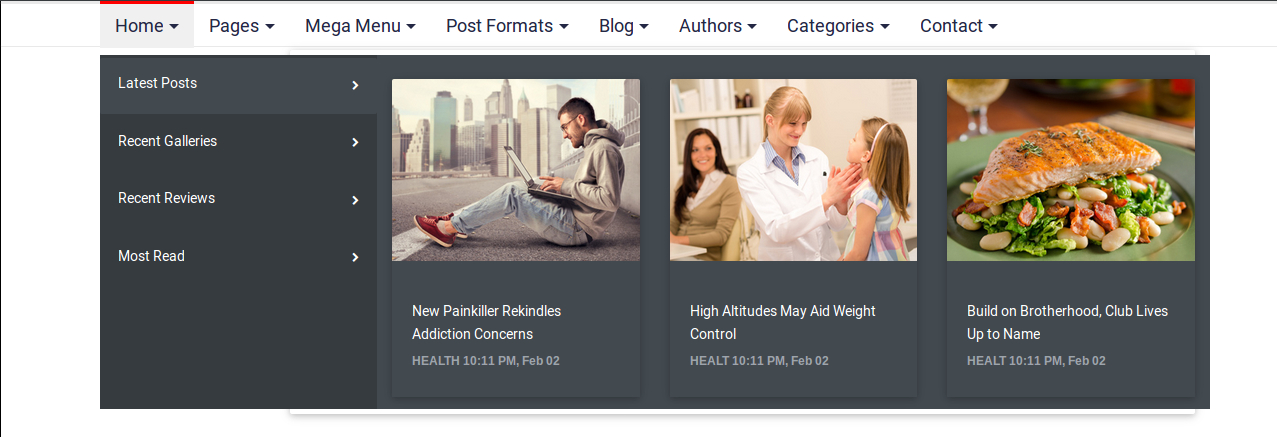 Home Pages Mega Menu Post Formats Blog Authors Categories Contact
Latest Posts
Recent Galleries
Recent Reviews
Most Read
New Painkiller Rekindles
Addiction Concerns
HEALTH 10:11 PM, Feb 02
High Altitudes May Aid Weight
Control
HEALT 10:11 PM, Feb 02
Build on Brotherhood, Club Lives
Up to Name
HEALT 10:11 PM, Feb 02